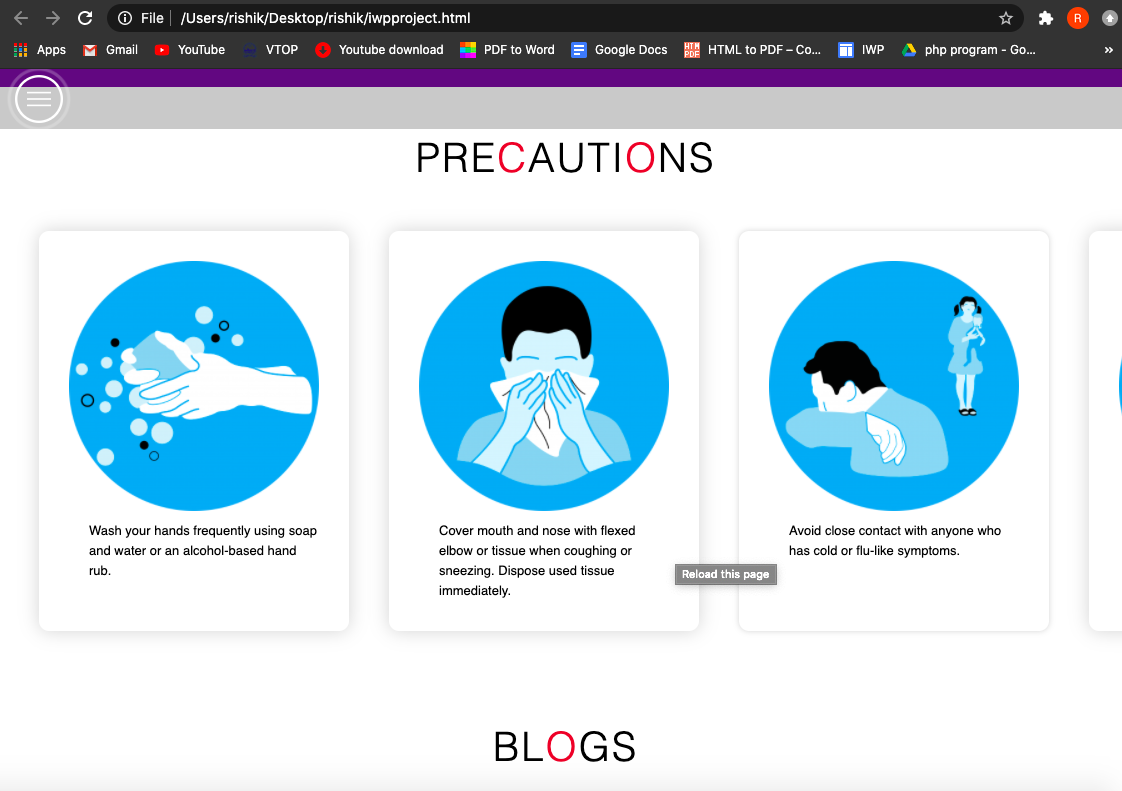 File /Users/rishik/Desktop/rishik/iwpproject.html R
Apps Gmail YouTube VTOP Youtube download PDF to Word Google Docs HTM PDF HTML to PDF – Co... IWP php program - Go... »
PRECAUTIONS
Wash your hands frequently using soap
and water or an alcohol-based hand
rub.
Cover mouth and nose with flexed
elbow or tissue when coughing or
sneezing. Dispose used tissue
immediately.
Avoid close contact with anyone who
has cold or flu-like symptoms.
Reload this page
BLOGS